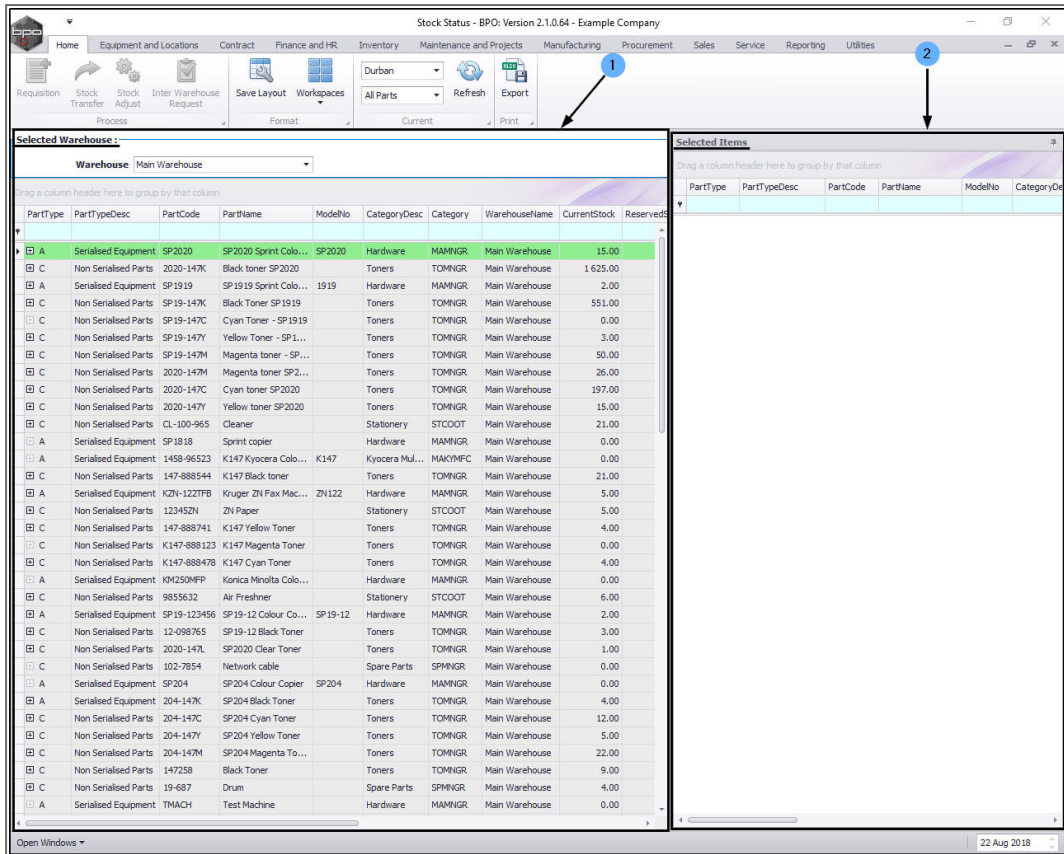 Stock Status - BPO: Version 2.1.0.64 - Example Company
bpo
Home Equipment and Locations Contract Finance and HR Inventory Maintenance and Projects Manufacturing Procurement Sales Service Reporting Utilities
1
2
Requisition Stock Transfer Stock Adjust Inter Warehouse Request Save Layout Workspaces Durban All Parts Refresh Export
Process Format Current Print
Selected Warehouse :
Warehouse Main Warehouse
Drag a column header here to group by that column
PartType PartTypeDesc PartCode PartName ModelNo CategoryDesc Category WarehouseName CurrentStock ReservedS
A Serialised Equipment SP2020 SP2020 Sprint Colo... SP2020 Hardware MAMNGR Main Warehouse 15.00
C Non Serialised Parts 2020-147K Black toner SP2020 Toners TOMNGR Main Warehouse 1 625.00
A Serialised Equipment SP1919 SP1919 Sprint Colo... 1919 Hardware MAMNGR Main Warehouse 2.00
C Non Serialised Parts SP19-147K Black Toner SP1919 Toners TOMNGR Main Warehouse 551.00
C Non Serialised Parts SP19-147C Cyan Toner - SP1919 Toners TOMNGR Main Warehouse 0.00
C Non Serialised Parts SP19-147Y Yellow Toner - SP1... Toners TOMNGR Main Warehouse 3.00
C Non Serialised Parts SP19-147M Magenta toner - SP... Toners TOMNGR Main Warehouse 50.00
C Non Serialised Parts 2020-147M Magenta toner SP2... Toners TOMNGR Main Warehouse 26.00
C Non Serialised Parts 2020-147C Cyan toner SP2020 Toners TOMNGR Main Warehouse 197.00
C Non Serialised Parts 2020-147Y Yellow toner SP2020 Toners TOMNGR Main Warehouse 15.00
C Non Serialised Parts CL-100-965 Cleaner Stationery STCOOT Main Warehouse 21.00
A Serialised Equipment SP1818 Sprint copier Hardware MAMNGR Main Warehouse 0.00
A Serialised Equipment 1458-96523 K147 Kyocera Colo... K147 Kyocera Mul... MAKYMFC Main Warehouse 0.00
C Non Serialised Parts 147-888544 K147 Black toner Toners TOMNGR Main Warehouse 21.00
A Serialised Equipment KZN-122TFB Kruger ZN Fax Mac... ZN122 Hardware MAMNGR Main Warehouse 5.00
C Non Serialised Parts 12345ZN ZN Paper Stationery STCOOT Main Warehouse 5.00
C Non Serialised Parts 147-888741 K147 Yellow Toner Toners TOMNGR Main Warehouse 4.00
C Non Serialised Parts K147-888123 K147 Magenta Toner Toners TOMNGR Main Warehouse 0.00
C Non Serialised Parts K147-888478 K147 Cyan Toner Toners TOMNGR Main Warehouse 4.00
A Serialised Equipment KM250MFP Konica Minolta Colo... Hardware MAMNGR Main Warehouse 0.00
C Non Serialised Parts 9855632 Air Freshner Stationery STCOOT Main Warehouse 6.00
A Serialised Equipment SP19-123456 SP19-12 Colour Co... SP19-12 Hardware MAMNGR Main Warehouse 2.00
C Non Serialised Parts 12-098765 SP19-12 Black Toner Toners TOMNGR Main Warehouse 3.00
C Non Serialised Parts 2020-147L SP2020 Clear Toner Toners TOMNGR Main Warehouse 1.00
C Non Serialised Parts 102-7854 Network cable Spare Parts SPMNGR Main Warehouse 0.00
A Serialised Equipment SP204 SP204 Colour Copier SP204 Hardware MAMNGR Main Warehouse 0.00
A Serialised Equipment 204-147K SP204 Black Toner Toners TOMNGR Main Warehouse 4.00
C Non Serialised Parts 204-147C SP204 Cyan Toner Toners TOMNGR Main Warehouse 12.00
C Non Serialised Parts 204-147Y SP204 Yellow Toner Toners TOMNGR Main Warehouse 5.00
C Non Serialised Parts 204-147M SP204 Magenta To... Toners TOMNGR Main Warehouse 22.00
C Non Serialised Parts 147258 Black Toner Toners TOMNGR Main Warehouse 9.00
C Non Serialised Parts 19-687 Drum Spare Parts SPMNGR Main Warehouse 4.00
A Serialised Equipment TMACH Test Machine Hardware MAMNGR Main Warehouse 0.00
Selected Items
Drag a column header here to group by that column
PartType PartTypeDesc PartCode PartName ModelNo CategoryDe
Open Windows
22 Aug 2018